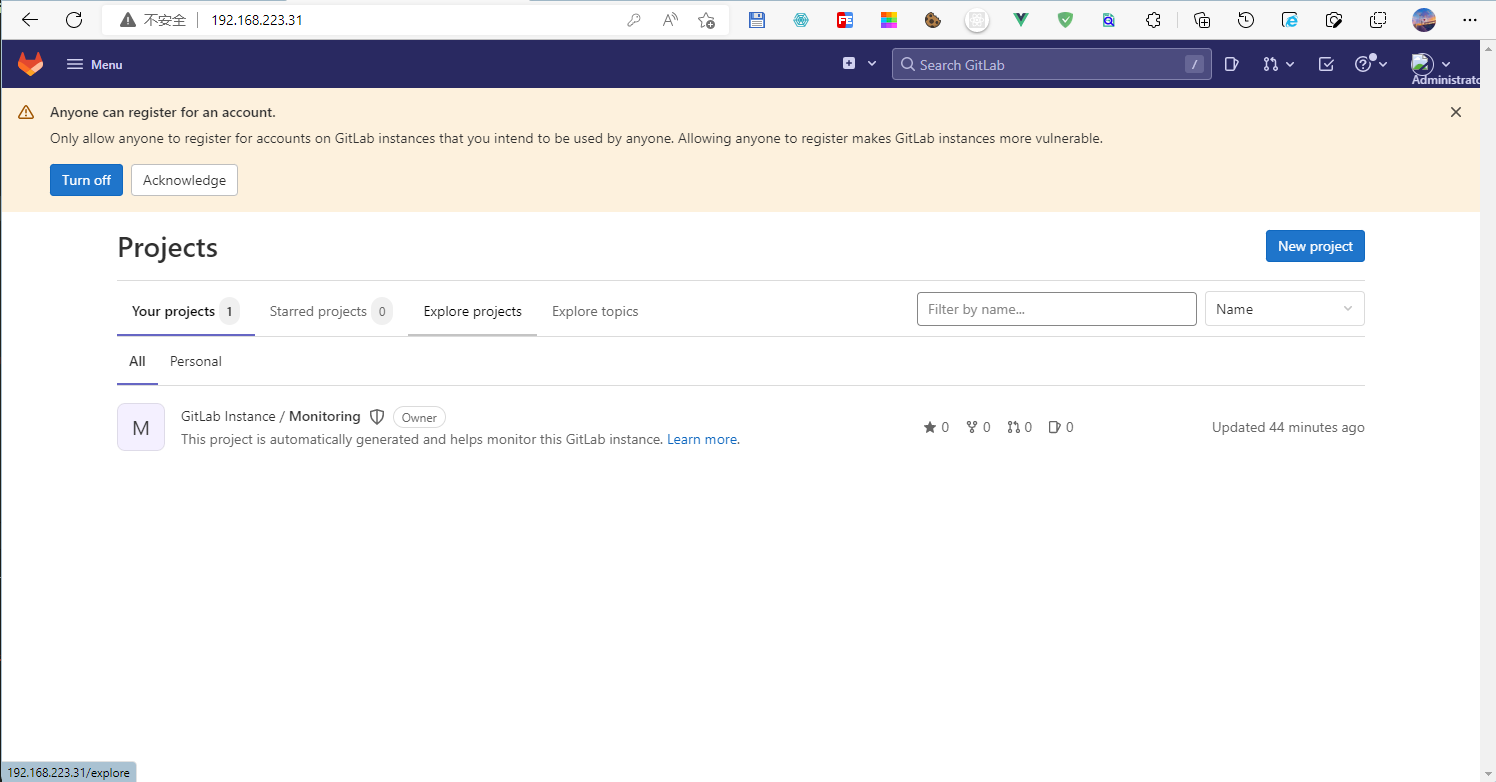 不安全 192.168.223.31
FE
Menu
Search GitLab /
Administrato
Anyone can register for an account.
Only allow anyone to register for accounts on GitLab instances that you intend to be used by anyone. Allowing anyone to register makes GitLab instances more vulnerable.
Turn off Acknowledge
Projects New project
Your projects 1 Starred projects 0 Explore projects Explore topics Filter by name... Name
All Personal
M
GitLab Instance / Monitoring Owner
This project is automatically generated and helps monitor this GitLab instance. Learn more.
0 0 0 0 Updated 44 minutes ago
192.168.223.31/explore